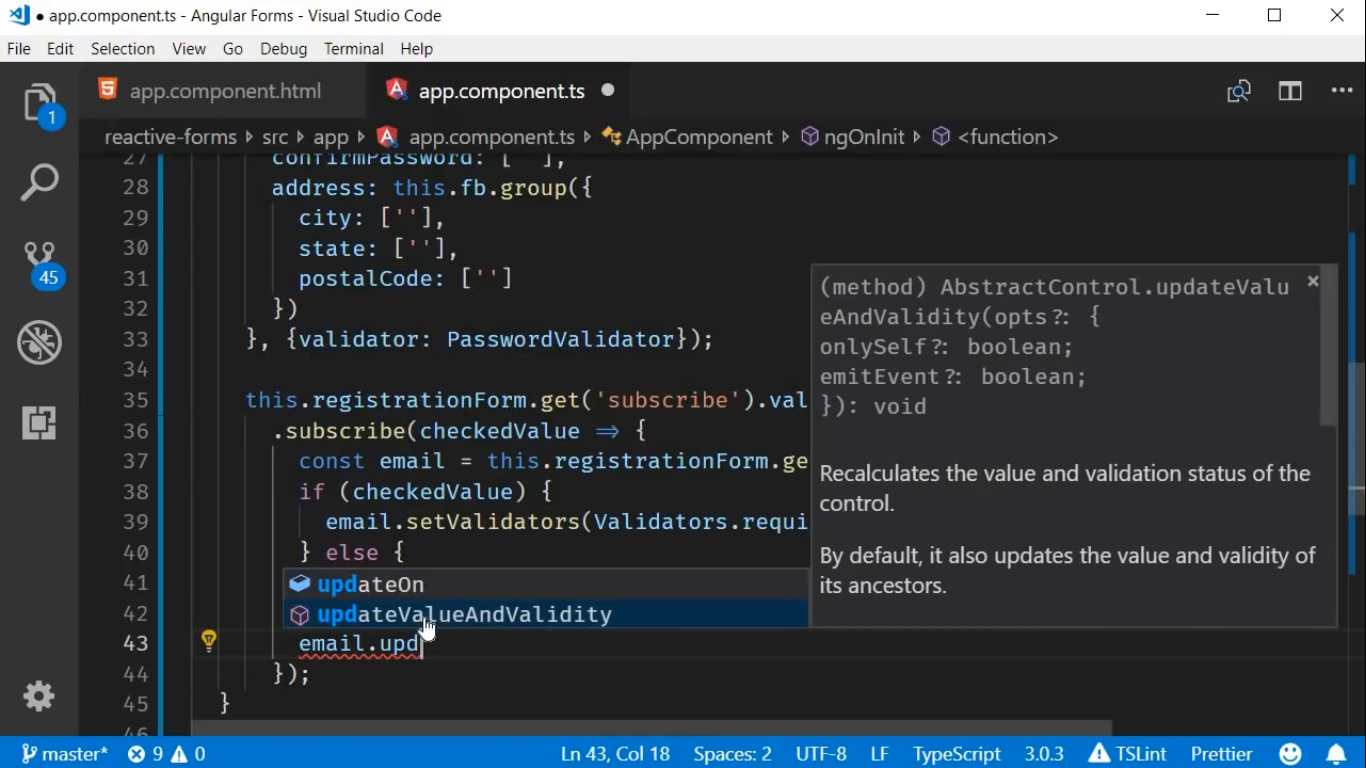 ● app.component.ts - Angular Forms - Visual Studio Code
File Edit Selection View Go Debug Terminal Help
app.component.html app.component.ts
1
reactive-forms src app app.component.ts AppComponent ngOnInit <function>
27 confirmPassword: [''],
28 address: this.fb.group({
29 city: [''],
30 state: [''],
31 postalCode: ['']
32 })
33 }, {validator: PasswordValidator});
34
35 this.registrationForm.get('subscribe').val
36 .subscribe(checkedValue => {
37 const email = this.registrationForm.ge
38 if (checkedValue) {
39 email.setValidators(Validators.requi
40 } else {
41 updateOn
42 updateValueAndValidity
43 email.upd
44 });
45 }
46
45
(method) AbstractControl.updateValu
eAndValidity(opts?: {
onlySelf?: boolean;
emitEvent?: boolean;
}): void
Recalculates the value and validation status of the
control.
By default, it also updates the value and validity of
its ancestors.
master* 9 0 Ln 43, Col 18 Spaces: 2 UTF-8 LF TypeScript 3.0.3 TSLint Prettier